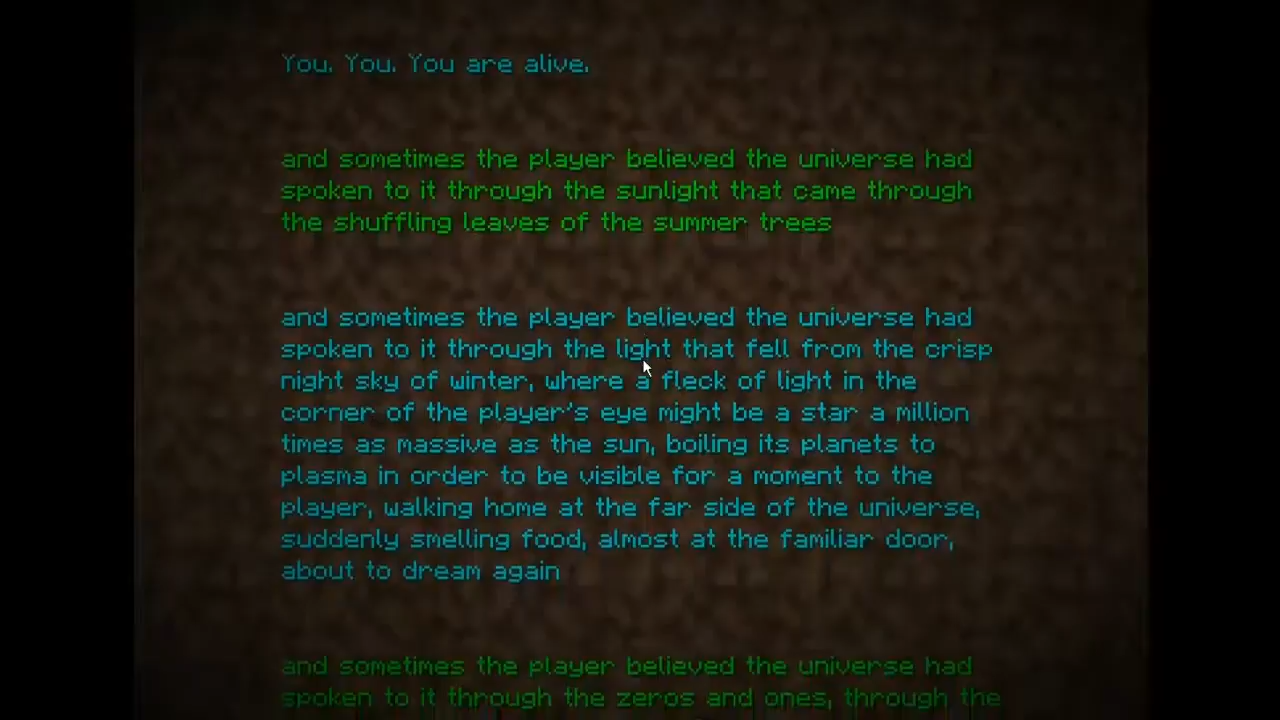 You. You. You are alive.
and sometimes the player believed the universe had
spoken to it through the sunlight that came through
the shuffling leaves of the summer trees
and sometimes the player believed the universe had
spoken to it through the light that fell from the crisp
night sky of winter, where a fleck of light in the
corner of the player's eye might be a star a million
times as massive as the sun, boiling its planets to
plasma in order to be visible for a moment to the
player, walking home at the far side of the universe,
suddenly smelling food, almost at the familiar door,
about to dream again
and sometimes the player believed the universe had
spoken to it through the zeros and ones, through the